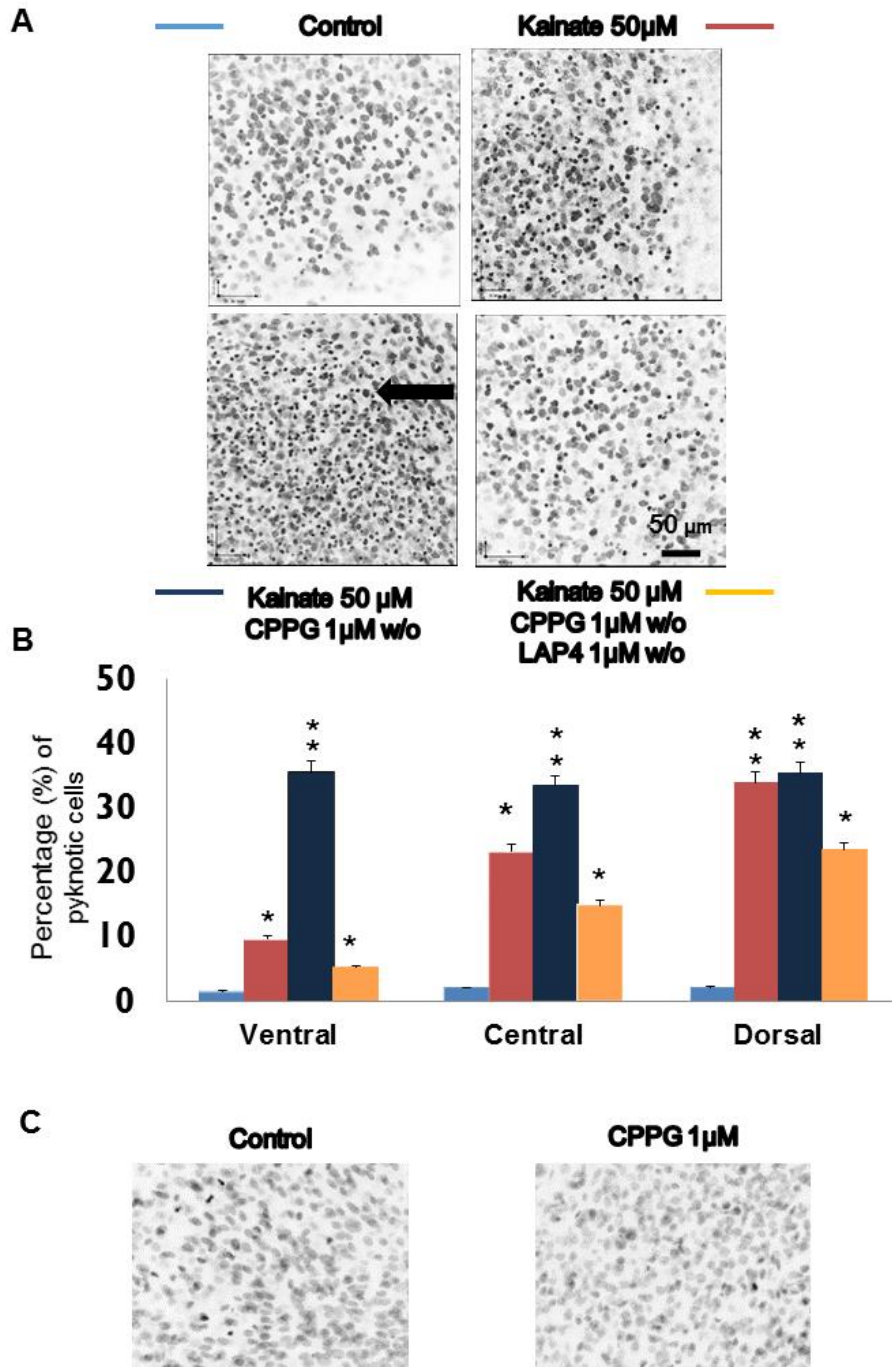 A
Control
Kainate 50µM
50 µm
Kainate 50 µM
CPPG 1µM w/o
Kainate 50 µM
CPPG 1µM w/o
LAP4 1µM w/o
B
Percentage (%) of
pyknotic cells
50
40
30
20
10
0
* * * *
* * * * *
* * * * *
Ventral
Central
Dorsal
C
Control
CPPG 1µM